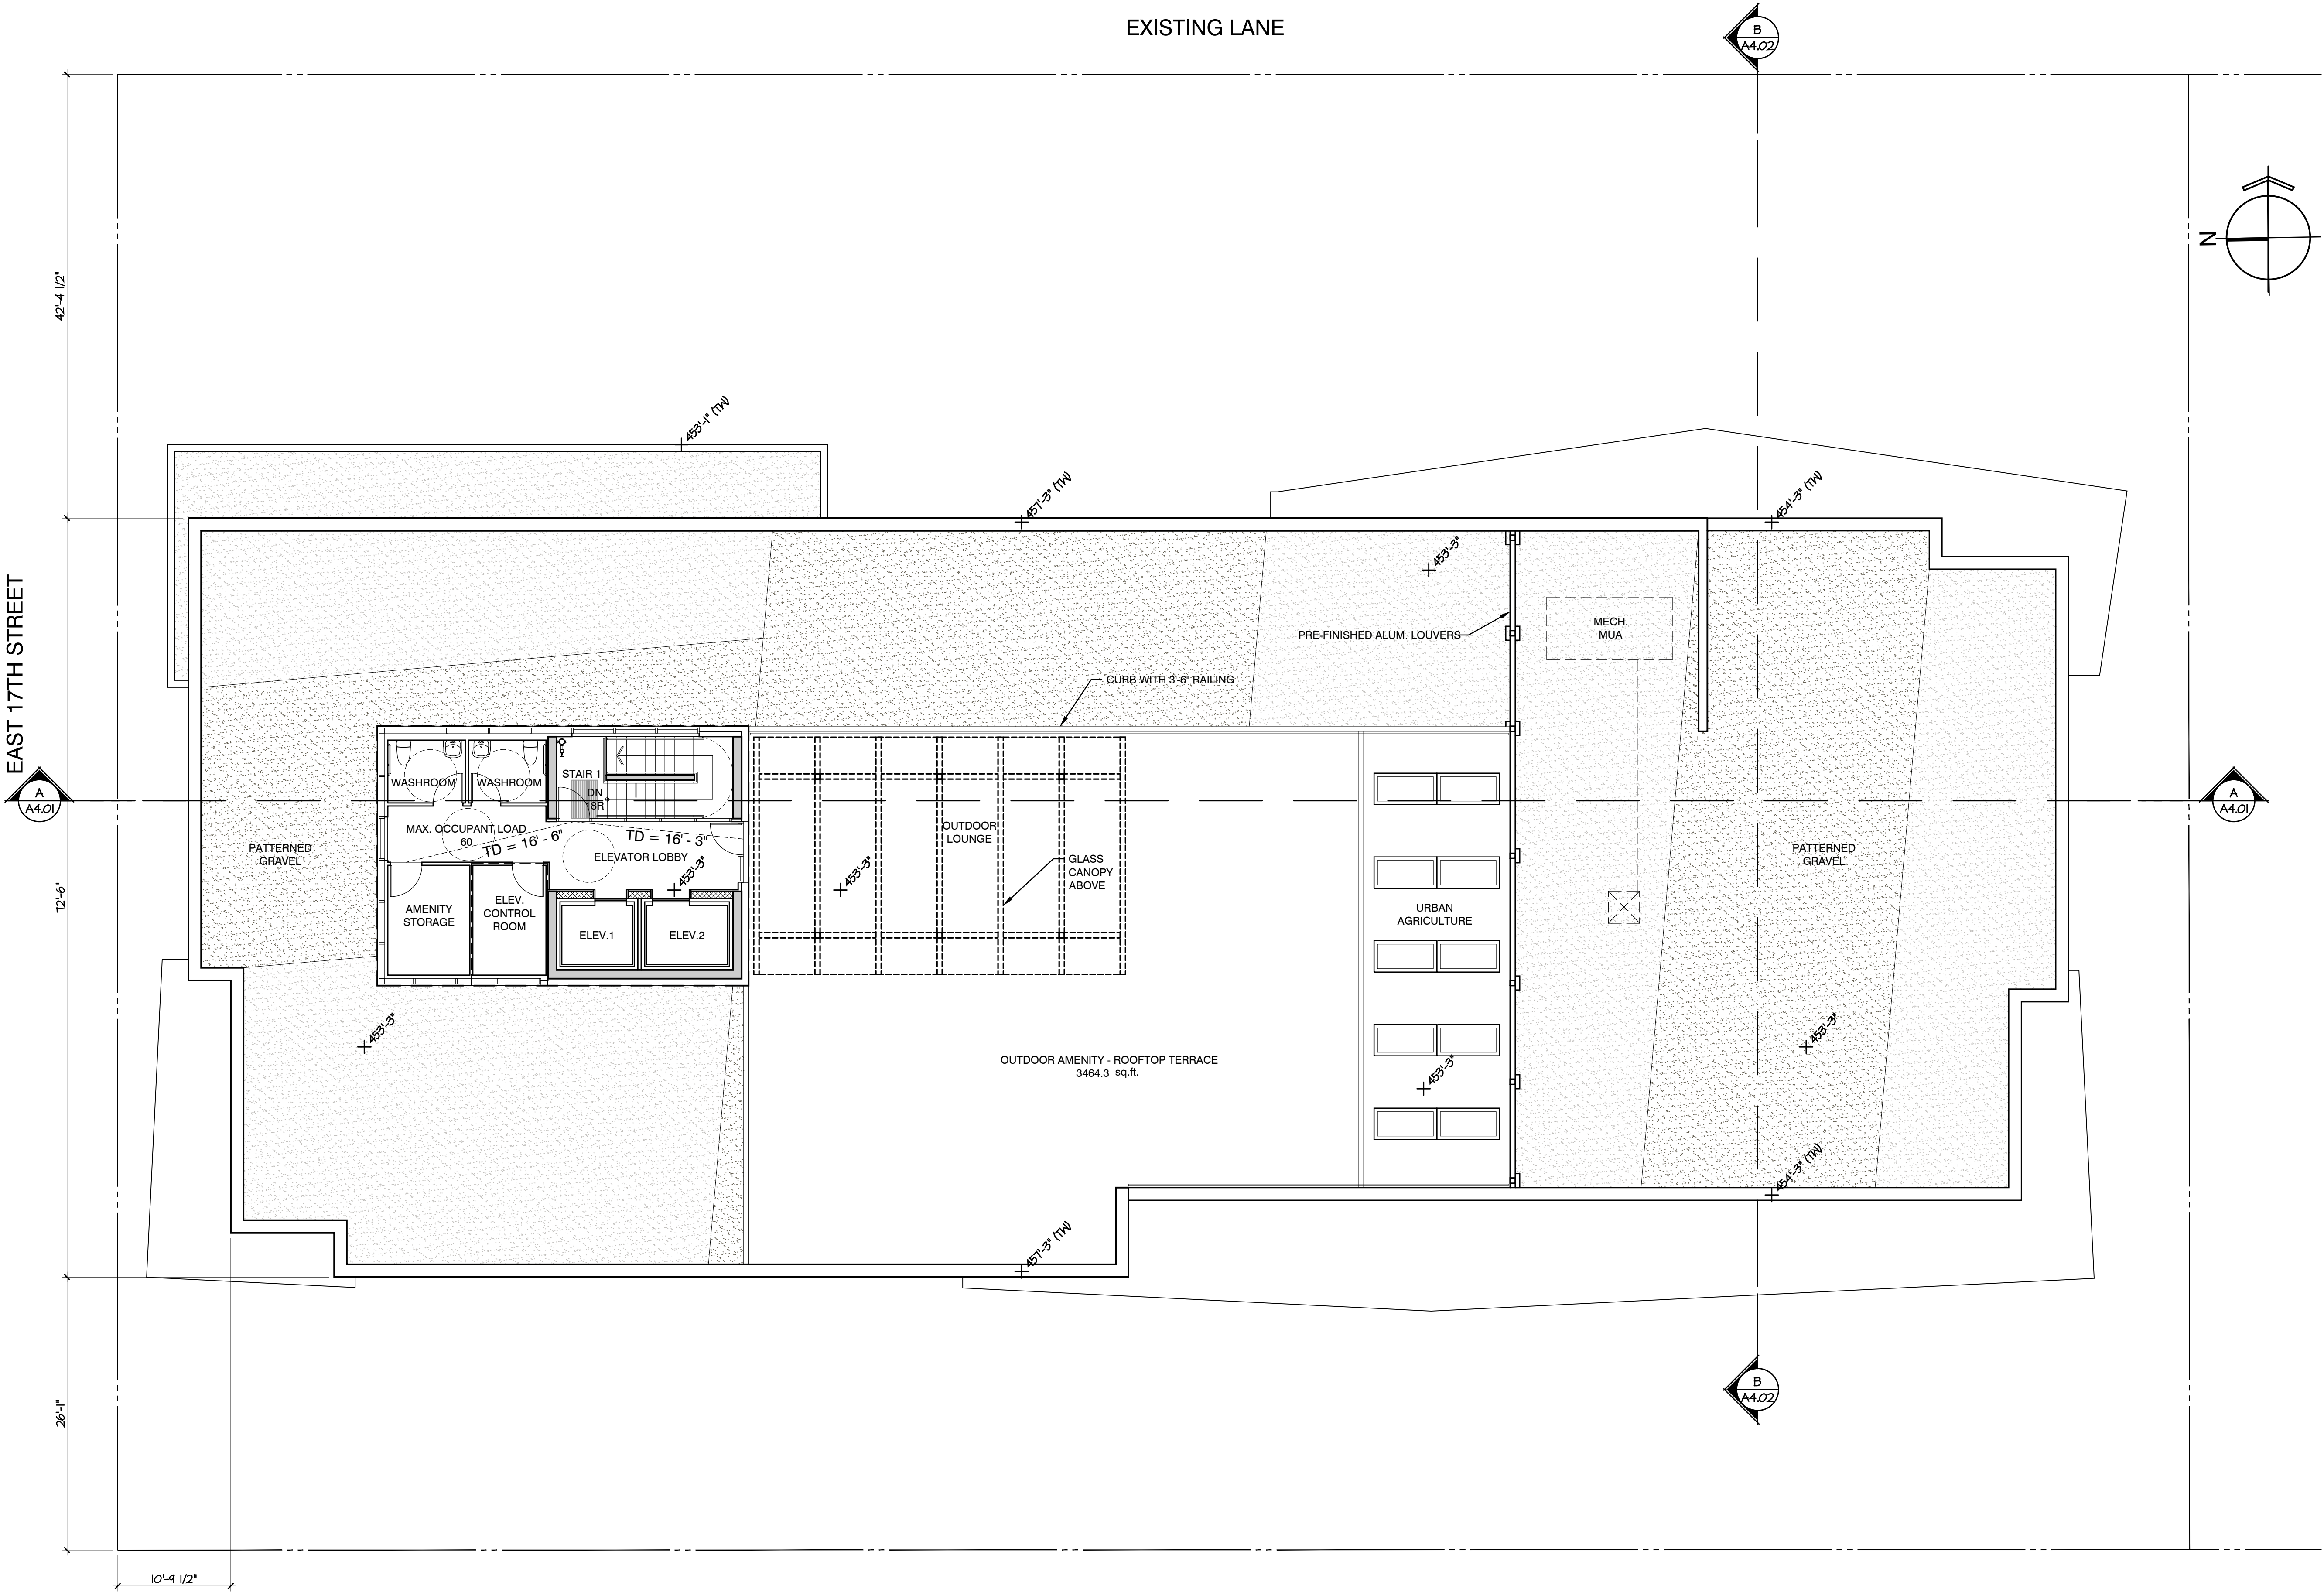 EXISTING LANE
B
A4.02
N
42'-4 1/2"
453'-1" (TW)
457'-3" (TW)
454'-3" (TW)
453'-3"
EAST 17TH STREET
PRE-FINISHED ALUM. LOUVERS
MECH.
MUA
CURB WITH 3'-6" RAILING
WASHROOM
WASHROOM
STAIR 1
DN
18R
A
A4.01
A
A4.01
MAX. OCCUPANT LOAD
60
TD = 16' - 6"
TD = 16' - 3"
ELEVATOR LOBBY
453'-3"
453'-3"
OUTDOOR
LOUNGE
GLASS
CANOPY
ABOVE
PATTERNED
GRAVEL
PATTERNED
GRAVEL
72'-6"
AMENITY
STORAGE
ELEV.
CONTROL
ROOM
ELEV.1
ELEV.2
URBAN
AGRICULTURE
453'-3"
453'-3"
453'-3"
OUTDOOR AMENITY - ROOFTOP TERRACE
3464.3 sq.ft.
454'-3" (TW)
457'-3" (TW)
B
A4.02
26'-1"
10'-9 1/2"